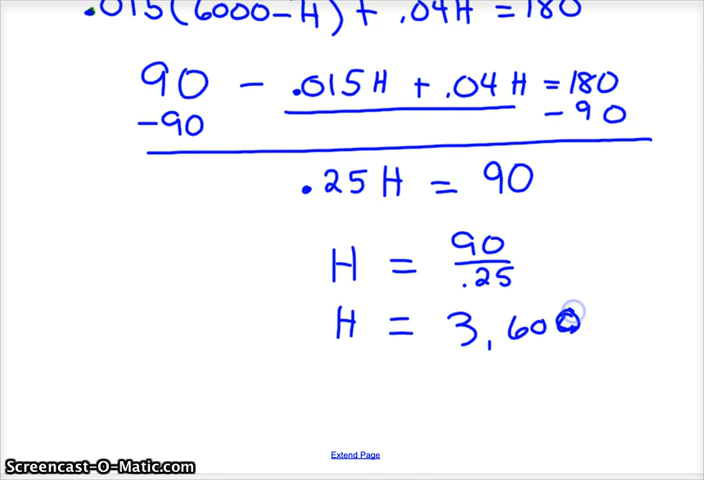 .015(6000-H) + .04H = 180
90 - .015H + .04H = 180
-90 -90
.25H = 90
H = 90/.25
H = 3,600
Extend Page
Screencast-O-Matic.com